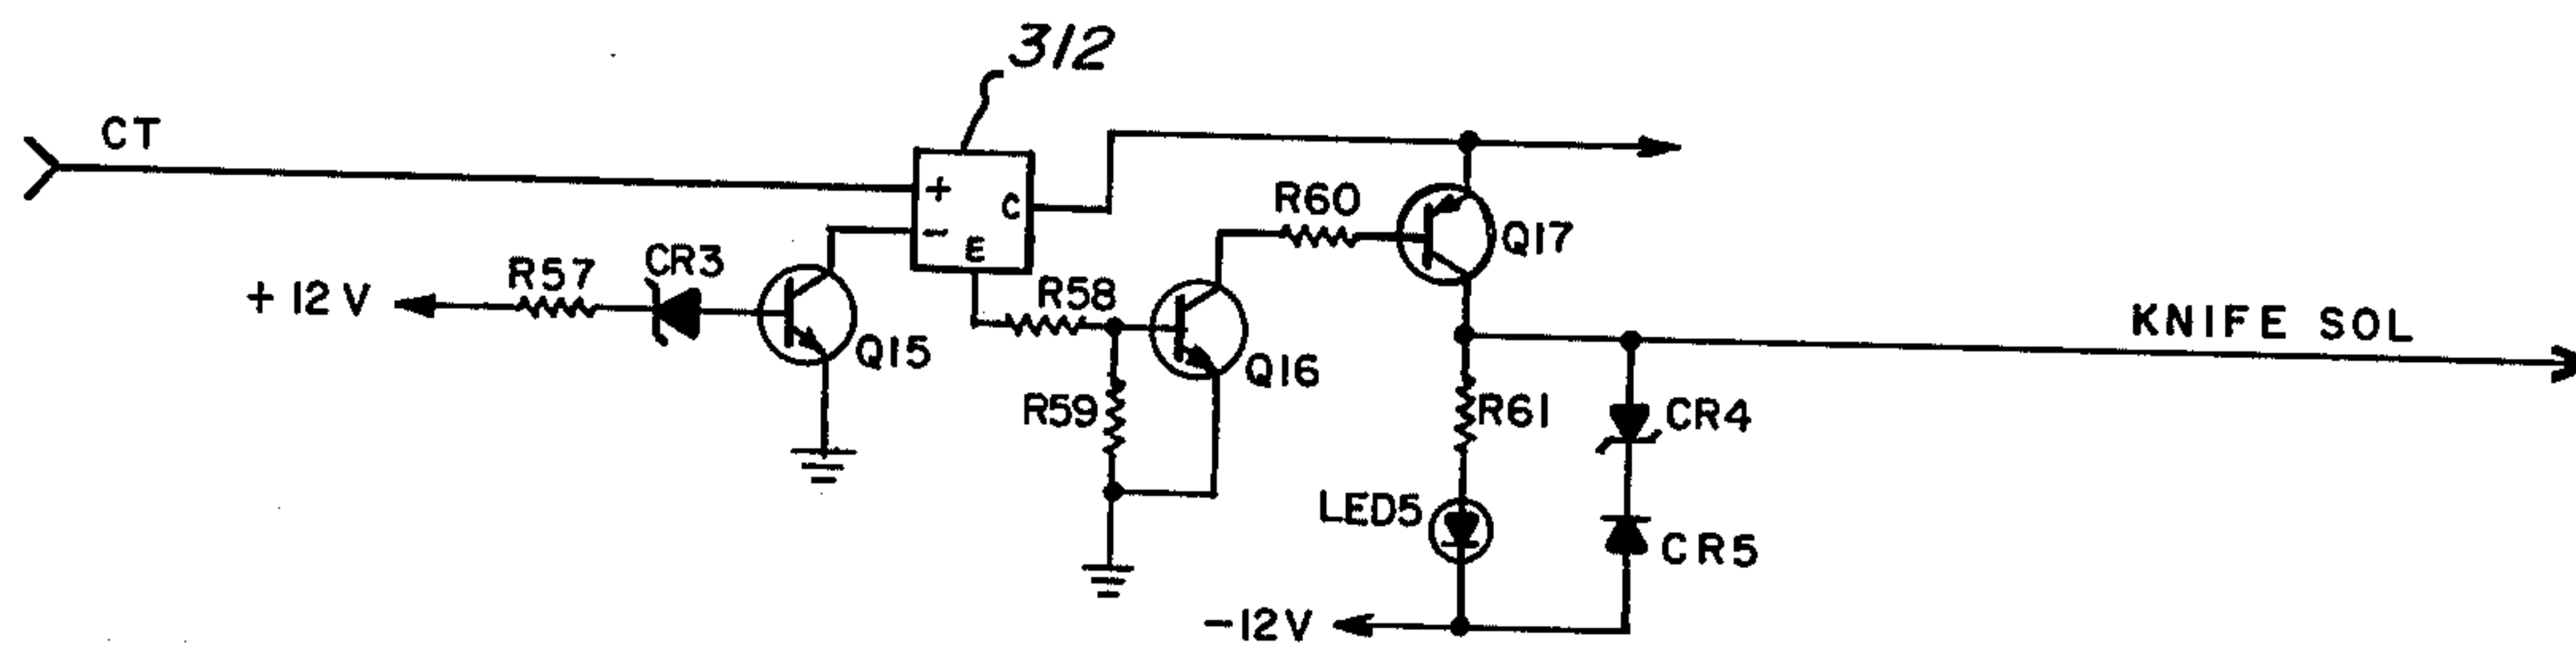 312
CT
+
-
C
E
R60
Q17
R57
CR3
+12V
R58
Q15
Q16
R59
KNIFE SOL
R61
CR4
LED5
CR5
-12V